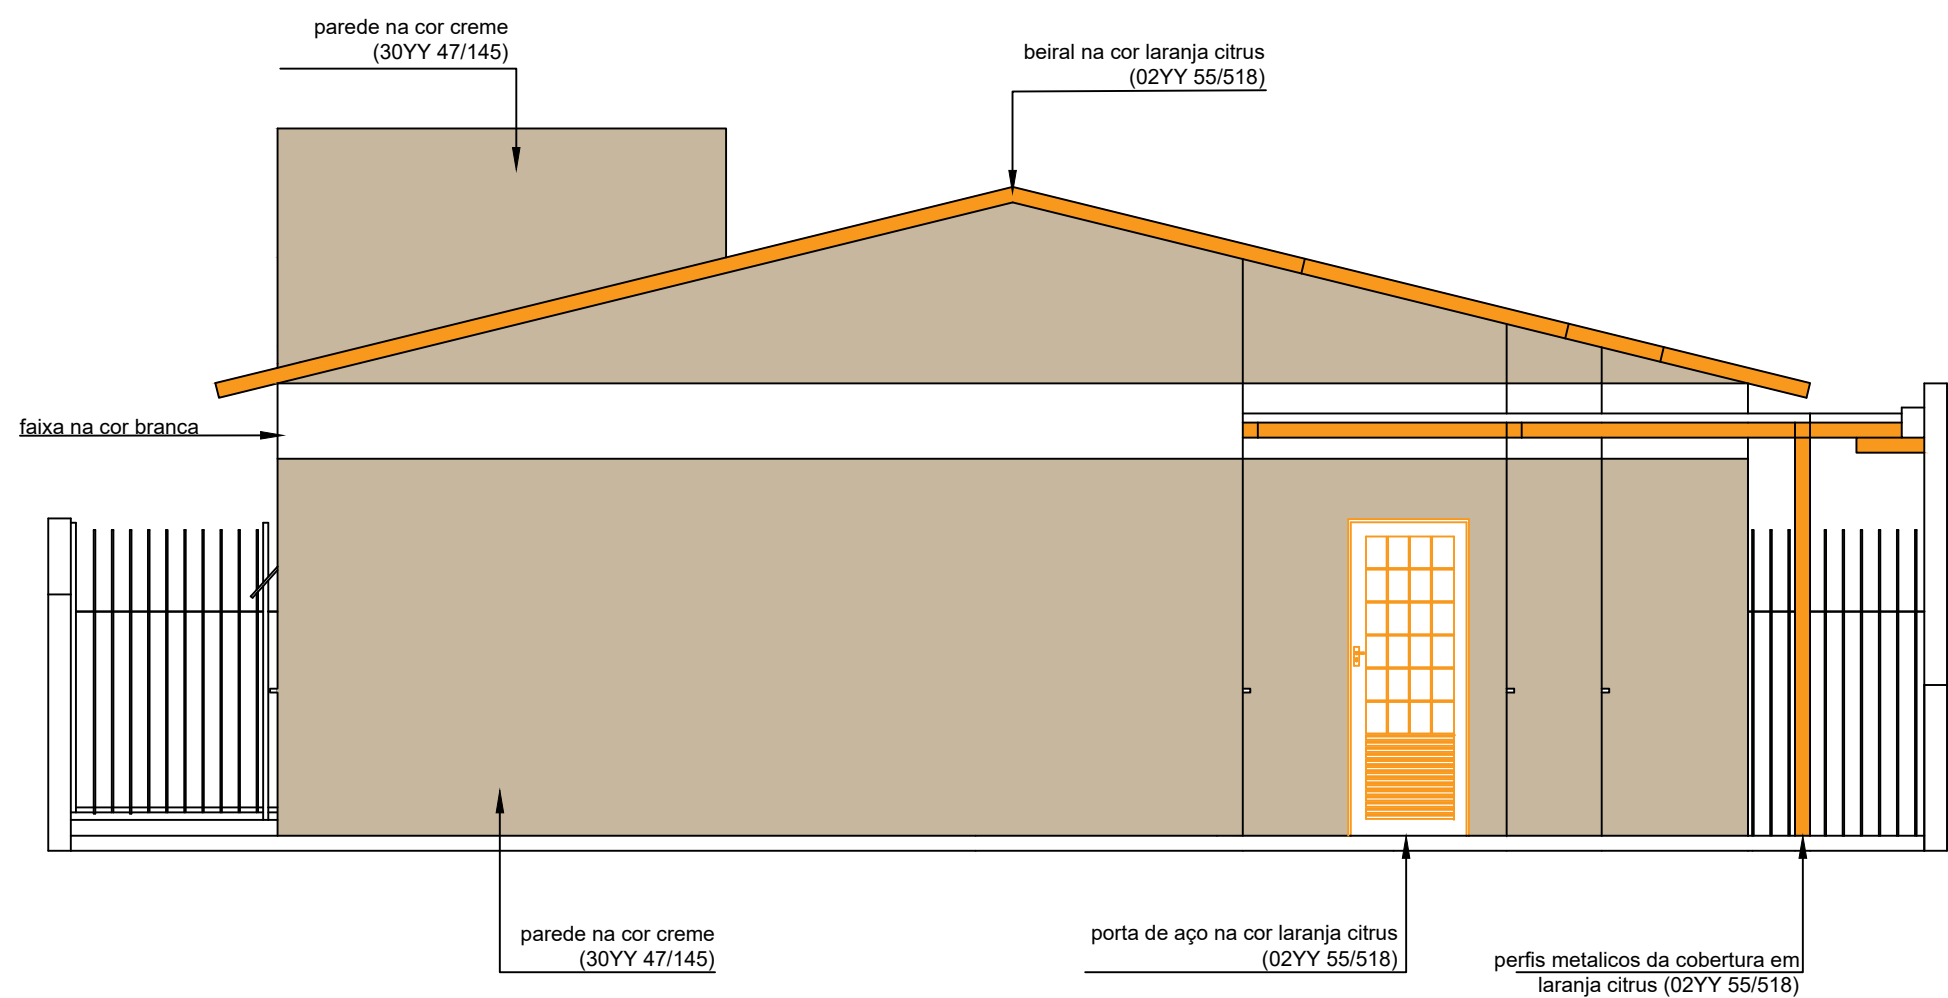 parede na cor creme
(30YY 47/145)
beiral na cor laranja citrus
(02YY 55/518)
faixa na cor branca
parede na cor creme
(30YY 47/145)
porta de aço na cor laranja citrus
(02YY 55/518)
perfis metalicos da cobertura em
laranja citrus (02YY 55/518)